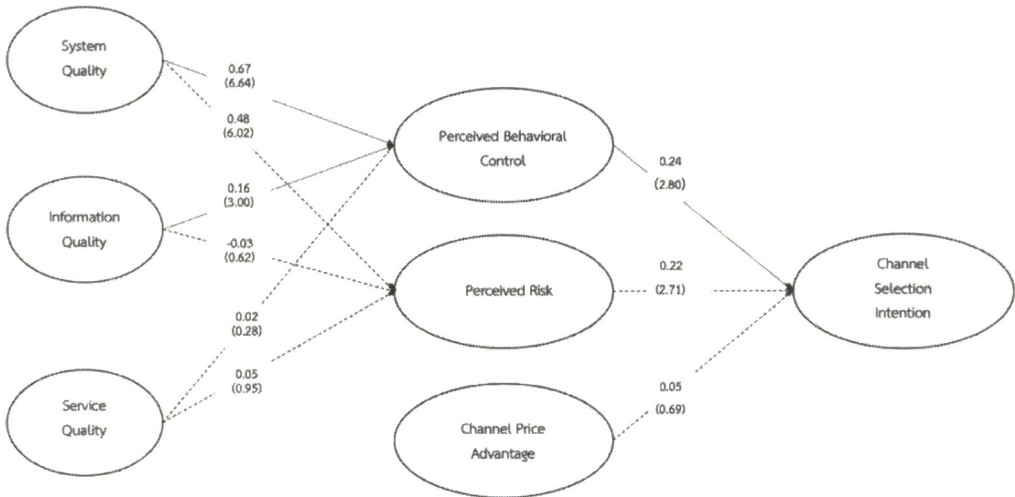 System
Quality
0.67
(6.64)
0.48
(6.02)
Perceived Behavioral
Control
0.24
(2.80)
Information
Quality
0.16
(3.00)
-0.03
(0.62)
Perceived Risk
0.22
(2.71)
Channel
Selection
Intention
0.02
(0.28)
0.05
(0.95)
Service
Quality
Channel Price
Advantage
0.05
(0.69)